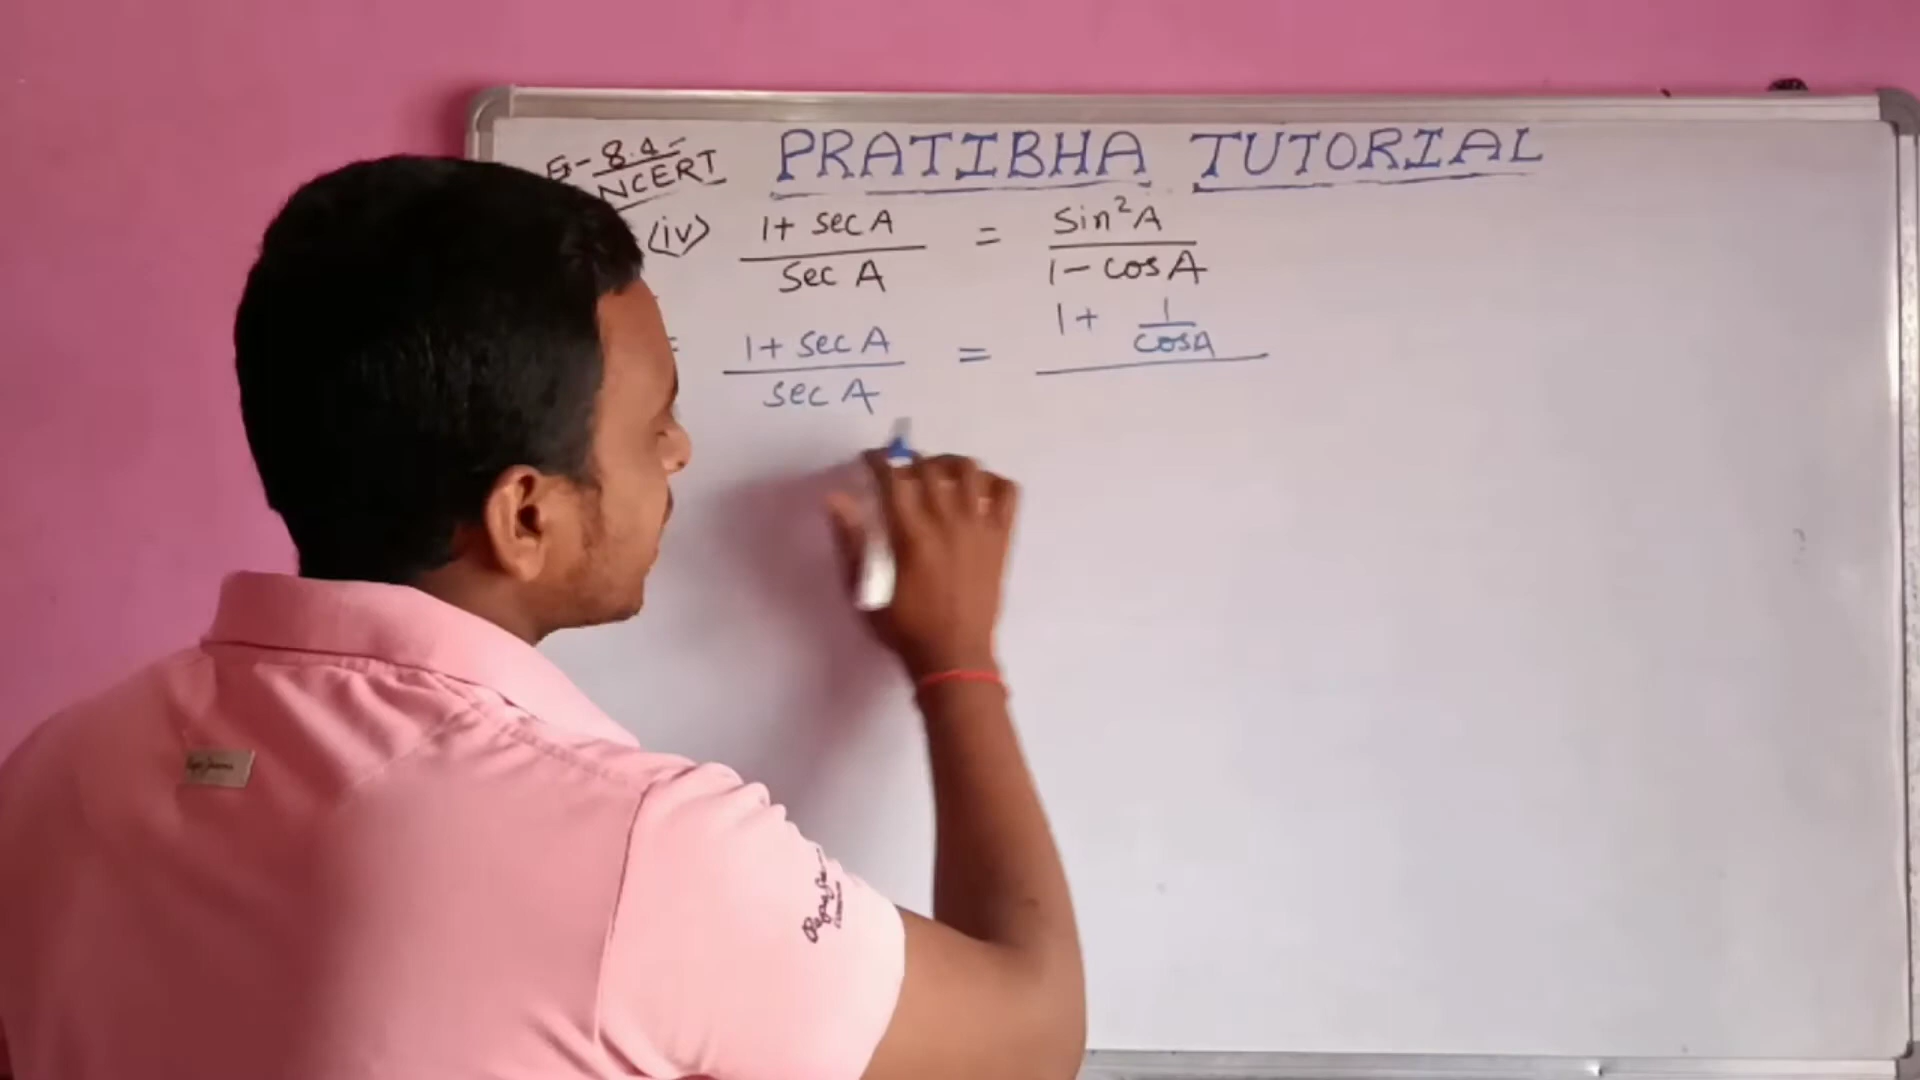 8.4
NCERT
PRATIBHA TUTORIAL
(iv) 1 + sec A / sec A = sin²A / 1 - cos A
1 + sec A / sec A = 1 + 1/cosA